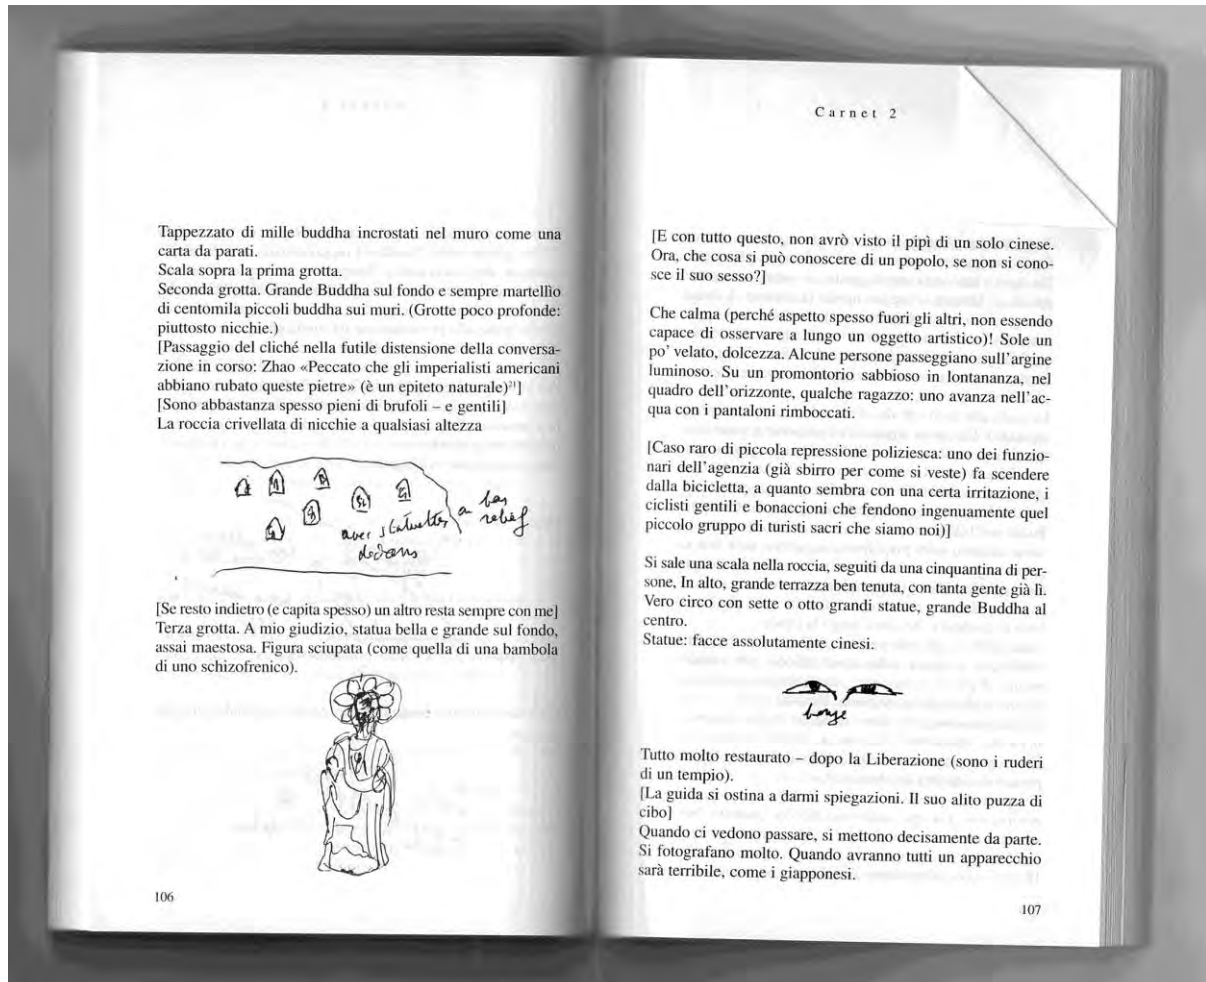 Tappezzato di mille buddha incrostati nel muro come una
carta da parati.
Scala sopra la prima grotta.
Seconda grotta. Grande Buddha sul fondo e sempre martellìo
di centomila piccoli buddha sui muri. (Grotte poco profonde:
piuttosto nicchie.)
[Passaggio del cliché nella futile distensione della conversa-
zione in corso: Zhao «Peccato che gli imperialisti americani
abbiano rubato queste pietre» (è un epiteto naturale)²¹]
[Sono abbastanza spesso pieni di brufoli – e gentili]
La roccia crivellata di nicchie a qualsiasi altezza
avec statuettes
dedans
a bas
relief
[Se resto indietro (e capita spesso) un altro resta sempre con me]
Terza grotta. A mio giudizio, statua bella e grande sul fondo,
assai maestosa. Figura sciupata (come quella di una bambola
di uno schizofrenico).
106
Carnet 2
[E con tutto questo, non avrò visto il pipì di un solo cinese.
Ora, che cosa si può conoscere di un popolo, se non si cono-
sce il suo sesso?]
Che calma (perché aspetto spesso fuori gli altri, non essendo
capace di osservare a lungo un oggetto artistico)! Sole un
po' velato, dolcezza. Alcune persone passeggiano sull'argine
luminoso. Su un promontorio sabbioso in lontananza, nel
quadro dell'orizzonte, qualche ragazzo: uno avanza nell'ac-
qua con i pantaloni rimboccati.
[Caso raro di piccola repressione poliziesca: uno dei funzio-
nari dell'agenzia (già sbirro per come si veste) fa scendere
dalla bicicletta, a quanto sembra con una certa irritazione, i
ciclisti gentili e bonaccioni che fendono ingenuamente quel
piccolo gruppo di turisti sacri che siamo noi)]
Si sale una scala nella roccia, seguiti da una cinquantina di per-
sone, In alto, grande terrazza ben tenuta, con tanta gente già lì.
Vero circo con sette o otto grandi statue, grande Buddha al
centro.
Statue: facce assolutamente cinesi.
Tutto molto restaurato – dopo la Liberazione (sono i ruderi
di un tempio).
[La guida si ostina a darmi spiegazioni. Il suo alito puzza di
cibo]
Quando ci vedono passare, si mettono decisamente da parte.
Si fotografano molto. Quando avranno tutti un apparecchio
sarà terribile, come i giapponesi.
107